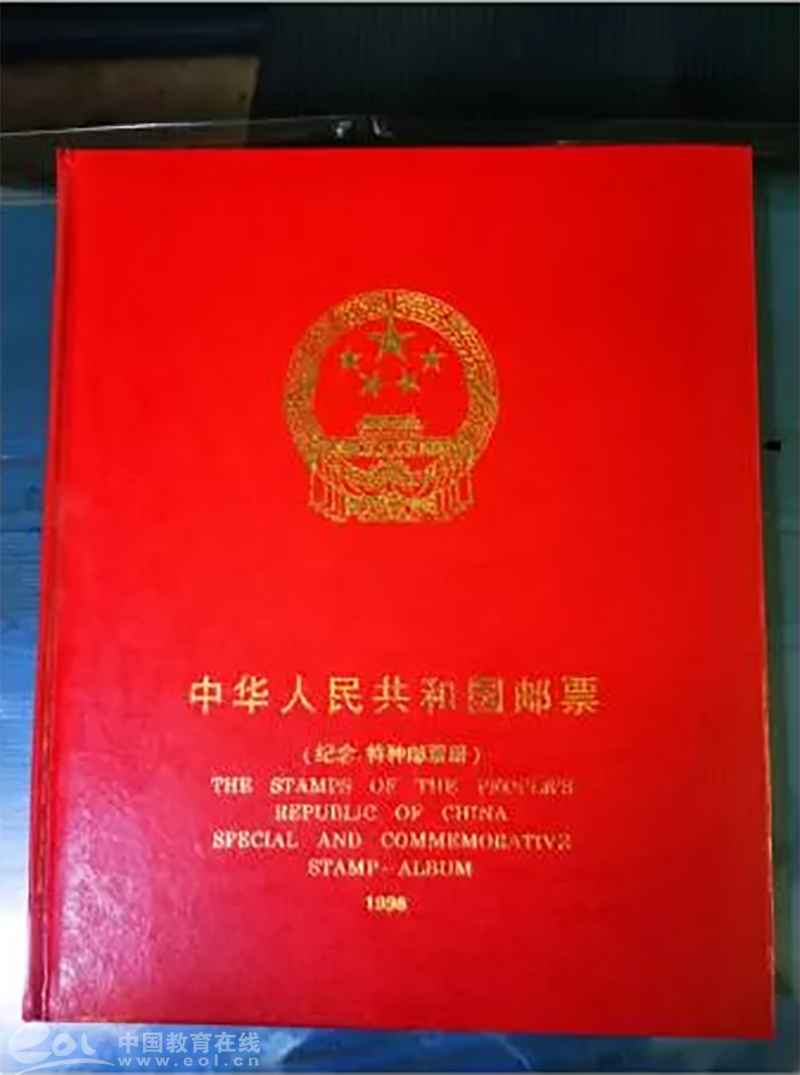 中华人民共和国邮票
(纪念 特种邮票册)
THE STAMPS OF THE PEOPLE'S
REPUBLIC OF CHINA
SPECIAL AND COMMEMORATIVE
STAMP-ALBUM
1998
eol 中国教育在线
www.eol.cn